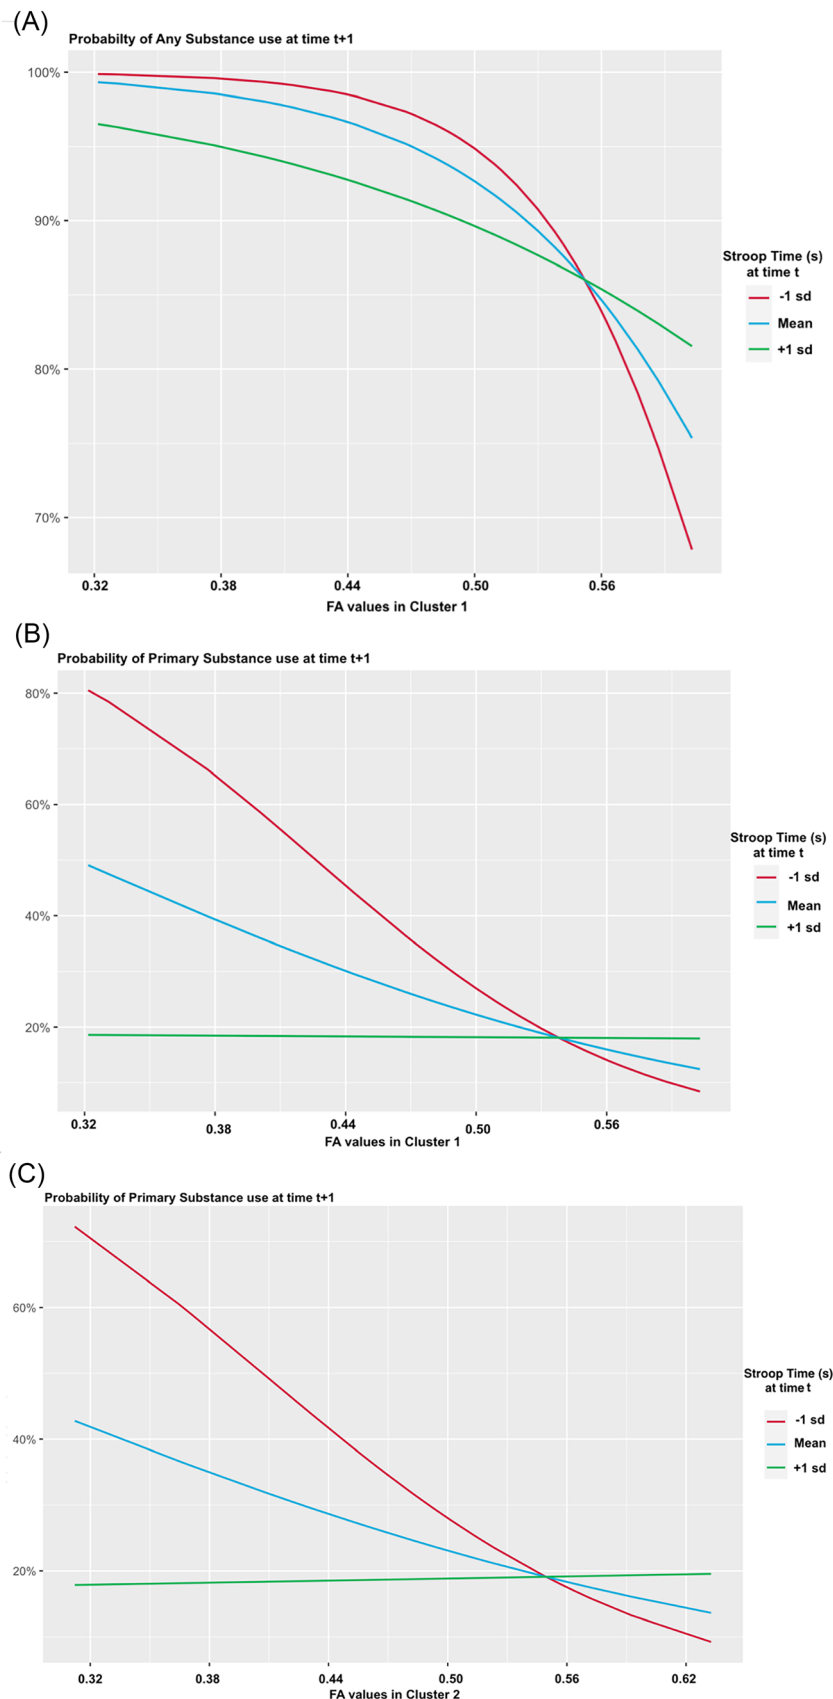 (A)
Probabilty of Any Substance use at time t+1
100%
90%
80%
70%
0.32 0.38 0.44 0.50 0.56
FA values in Cluster 1
Stroop Time (s)
at time t
-1 sd
Mean
+1 sd
(B)
Probability of Primary Substance use at time t+1
80%
60%
40%
20%
0.32 0.38 0.44 0.50 0.56
FA values in Cluster 1
Stroop Time (s)
at time t
-1 sd
Mean
+1 sd
(C)
Probability of Primary Substance use at time t+1
60%
40%
20%
0.32 0.38 0.44 0.50 0.56 0.62
FA values in Cluster 2
Stroop Time (s)
at time t
-1 sd
Mean
+1 sd